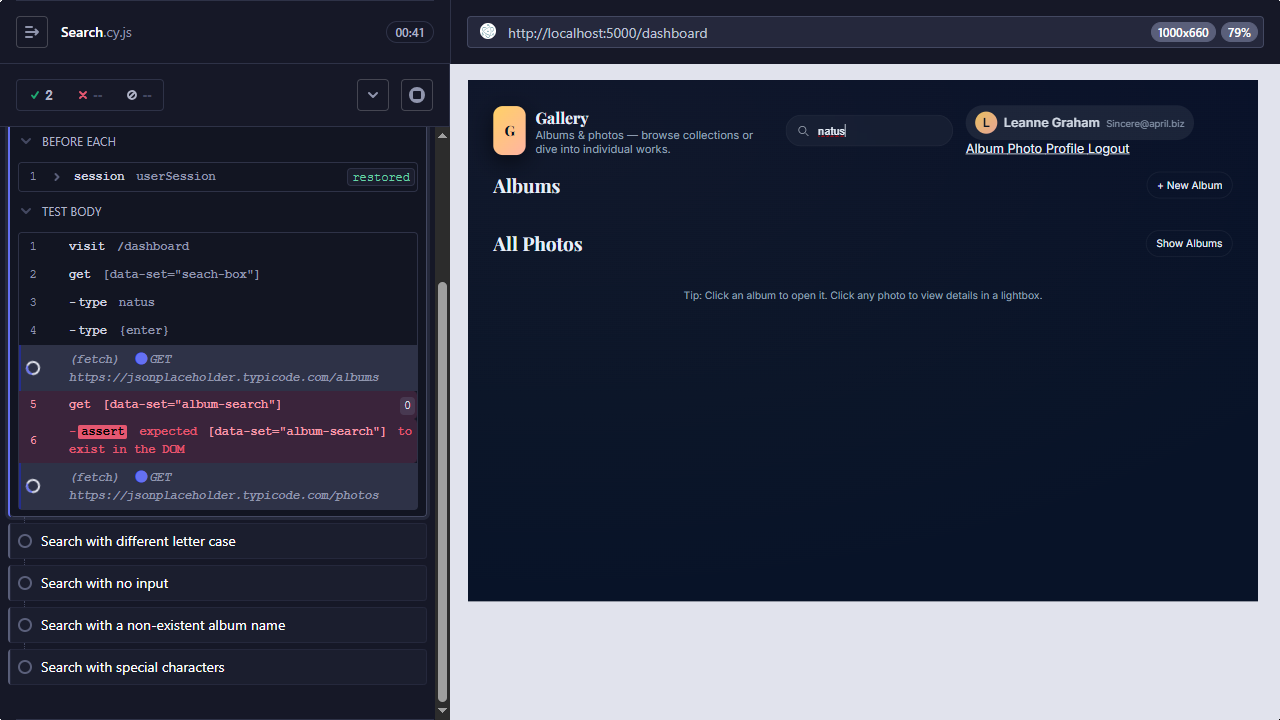 Search.cy.js
00:41
http://localhost:5000/dashboard
1000x660
79%
2
--
--
BEFORE EACH
1 session userSession restored
TEST BODY
1 visit /dashboard
2 get [data-set="seach-box"]
3 -type natus
4 -type {enter}
(fetch) GET
https://jsonplaceholder.typicode.com/albums
5 get [data-set="album-search"] 0
6 -assert expected [data-set="album-search"] to
exist in the DOM
(fetch) GET
https://jsonplaceholder.typicode.com/photos
Search with different letter case
Search with no input
Search with a non-existent album name
Search with special characters
G
Gallery
Albums & photos — browse collections or
dive into individual works.
natus
L Leanne Graham Sincere@april.biz
Album Photo Profile Logout
Albums
+ New Album
All Photos
Show Albums
Tip: Click an album to open it. Click any photo to view details in a lightbox.